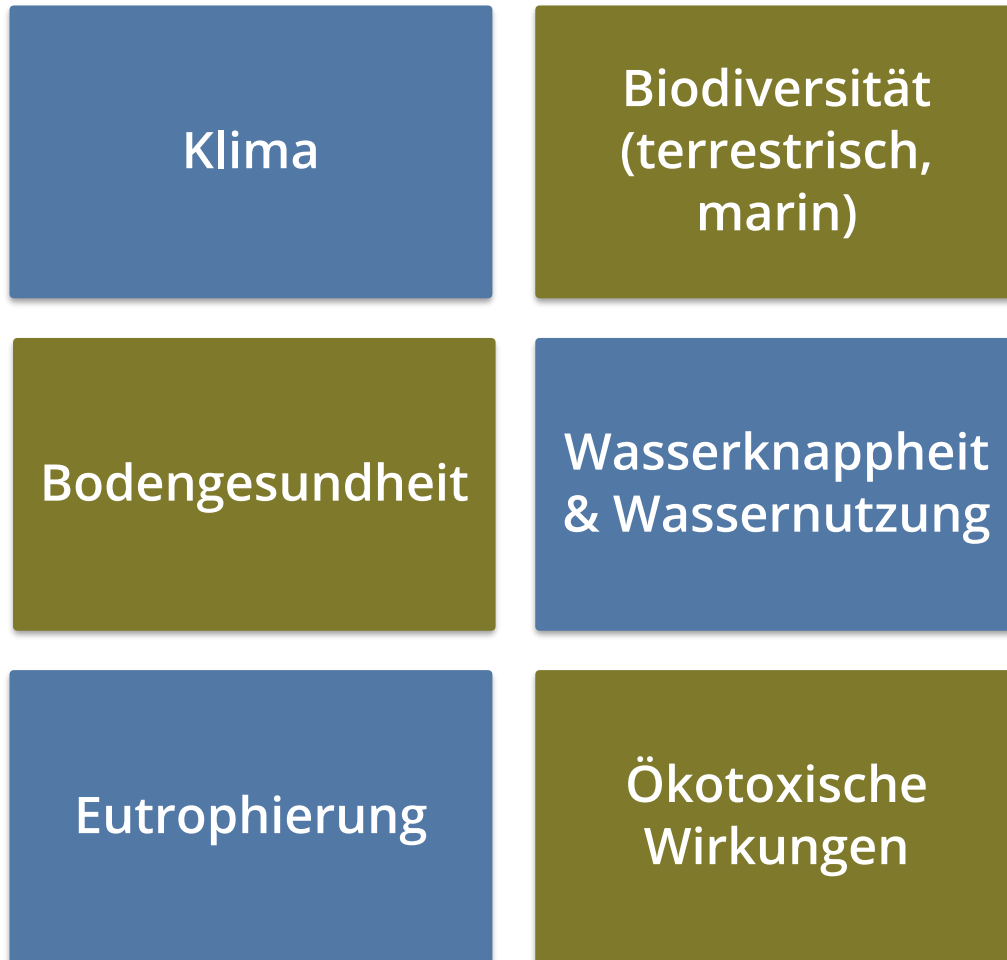 Klima
Biodiversität
(terrestrisch,
marin)
Bodengesundheit
Wasserknappheit
& Wassernutzung
Eutrophierung
Ökotoxische
Wirkungen